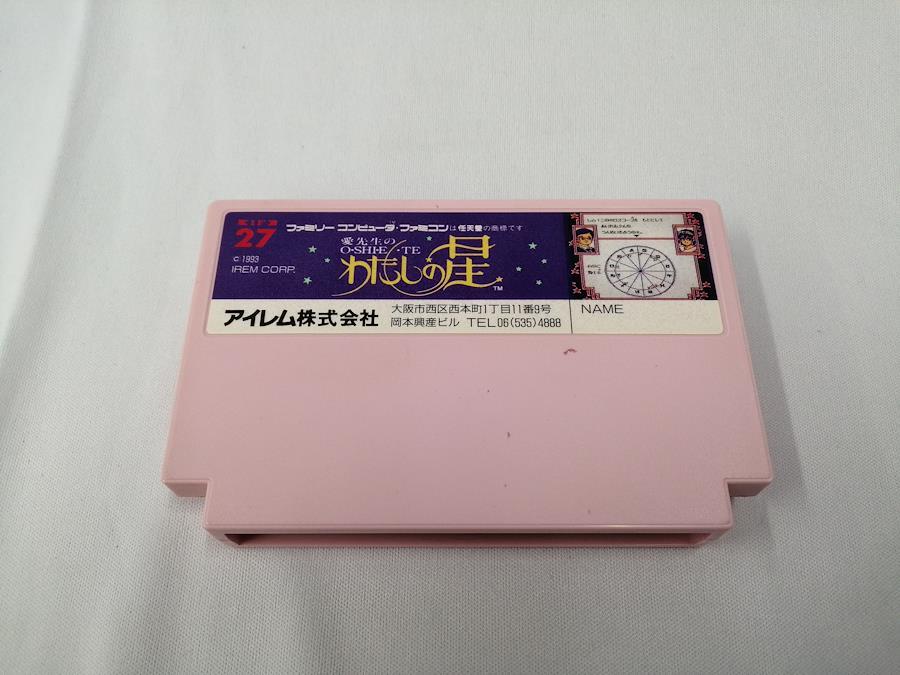 27
ファミリー コンピュータ・ファミコンは任天堂の商標です
© 1993
IREM CORP.
愛先生の
O・SHI・E・TE
わたしの星 ™
アイレム株式会社
大阪市西区西本町1丁目11番9号
岡本興産ビル TEL 06(535)4888
NAME